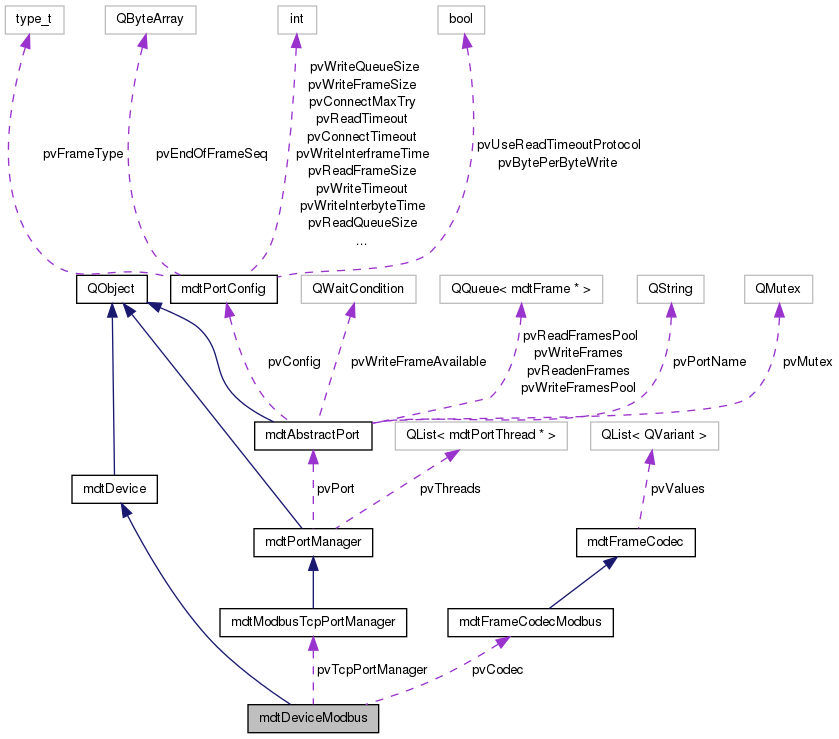 type_t
QByteArray
int
bool
pvFrameType
pvEndOfFrameSeq
pvWriteQueueSize
pvWriteFrameSize
pvConnectMaxTry
pvReadTimeout
pvConnectTimeout
pvWriteInterframeTime
pvReadFrameSize
pvWriteTimeout
pvWriteInterbyteTime
pvReadQueueSize
...
pvUseReadTimeoutProtocol
pvBytePerByteWrite
QObject
mdtPortConfig
QWaitCondition
QQueue< mdtFrame * >
QString
QMutex
pvConfig
pvWriteFrameAvailable
pvReadFramesPool
pvWriteFrames
pvReadenFrames
pvWriteFramesPool
pvPortName
pvMutex
mdtAbstractPort
QList< mdtPortThread * >
QList< QVariant >
mdtDevice
pvPort
pvThreads
pvValues
mdtPortManager
mdtFrameCodec
mdtModbusTcpPortManager
mdtFrameCodecModbus
pvTcpPortManager
pvCodec
mdtDeviceModbus